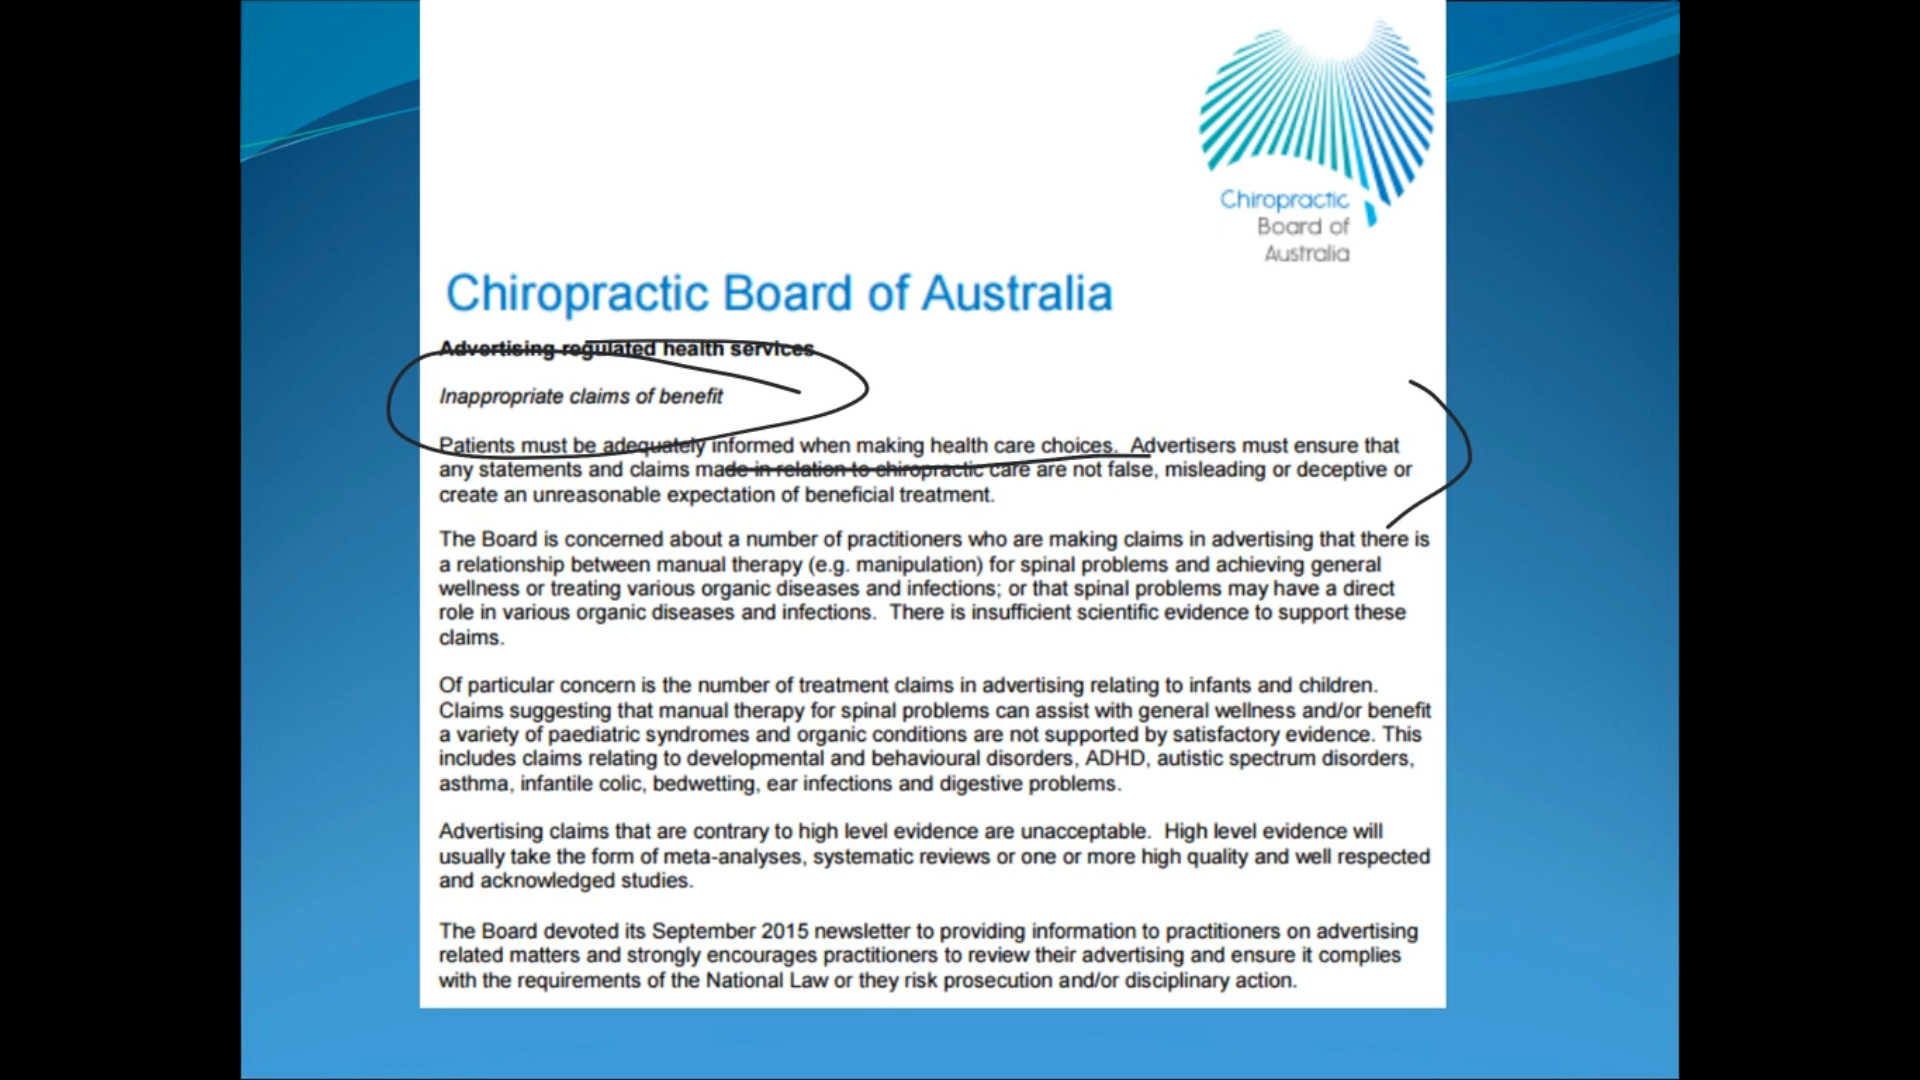 Chiropractic
Board of
Australia
Chiropractic Board of Australia
Advertising regulated health services
Inappropriate claims of benefit
Patients must be adequately informed when making health care choices.  Advertisers must ensure that
any statements and claims made in relation to chiropractic care are not false, misleading or deceptive or
create an unreasonable expectation of beneficial treatment.
The Board is concerned about a number of practitioners who are making claims in advertising that there is
a relationship between manual therapy (e.g. manipulation) for spinal problems and achieving general
wellness or treating various organic diseases and infections; or that spinal problems may have a direct
role in various organic diseases and infections.  There is insufficient scientific evidence to support these
claims.
Of particular concern is the number of treatment claims in advertising relating to infants and children.
Claims suggesting that manual therapy for spinal problems can assist with general wellness and/or benefit
a variety of paediatric syndromes and organic conditions are not supported by satisfactory evidence. This
includes claims relating to developmental and behavioural disorders, ADHD, autistic spectrum disorders,
asthma, infantile colic, bedwetting, ear infections and digestive problems.
Advertising claims that are contrary to high level evidence are unacceptable.  High level evidence will
usually take the form of meta-analyses, systematic reviews or one or more high quality and well respected
and acknowledged studies.
The Board devoted its September 2015 newsletter to providing information to practitioners on advertising
related matters and strongly encourages practitioners to review their advertising and ensure it complies
with the requirements of the National Law or they risk prosecution and/or disciplinary action.